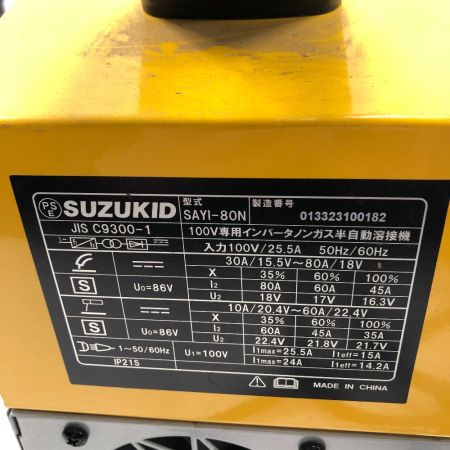 PSE SUZUKID 型式 SAYI-80N 製造番号 013323100182
JIS C9300-1 100V専用インバータノンガス半自動溶接機
入力100V/25.5A 50Hz/60Hz
30A/15.5V~80A/18V
X 35% 60% 100%
S U₀=86V I₂ 80A 60A 45A
U₂ 18V 17V 16.3V
10A/20.4V~60A/22.4V
X 35% 60% 100%
S U₀=86V I₂ 60A 45A 35A
U₂ 22.4V 21.8V 21.7V
1~50/60Hz U₁=100V I₁max=25.5A I₁eff=15A
I₁max=24A I₁eff=14.2A
IP21S
MADE IN CHINA